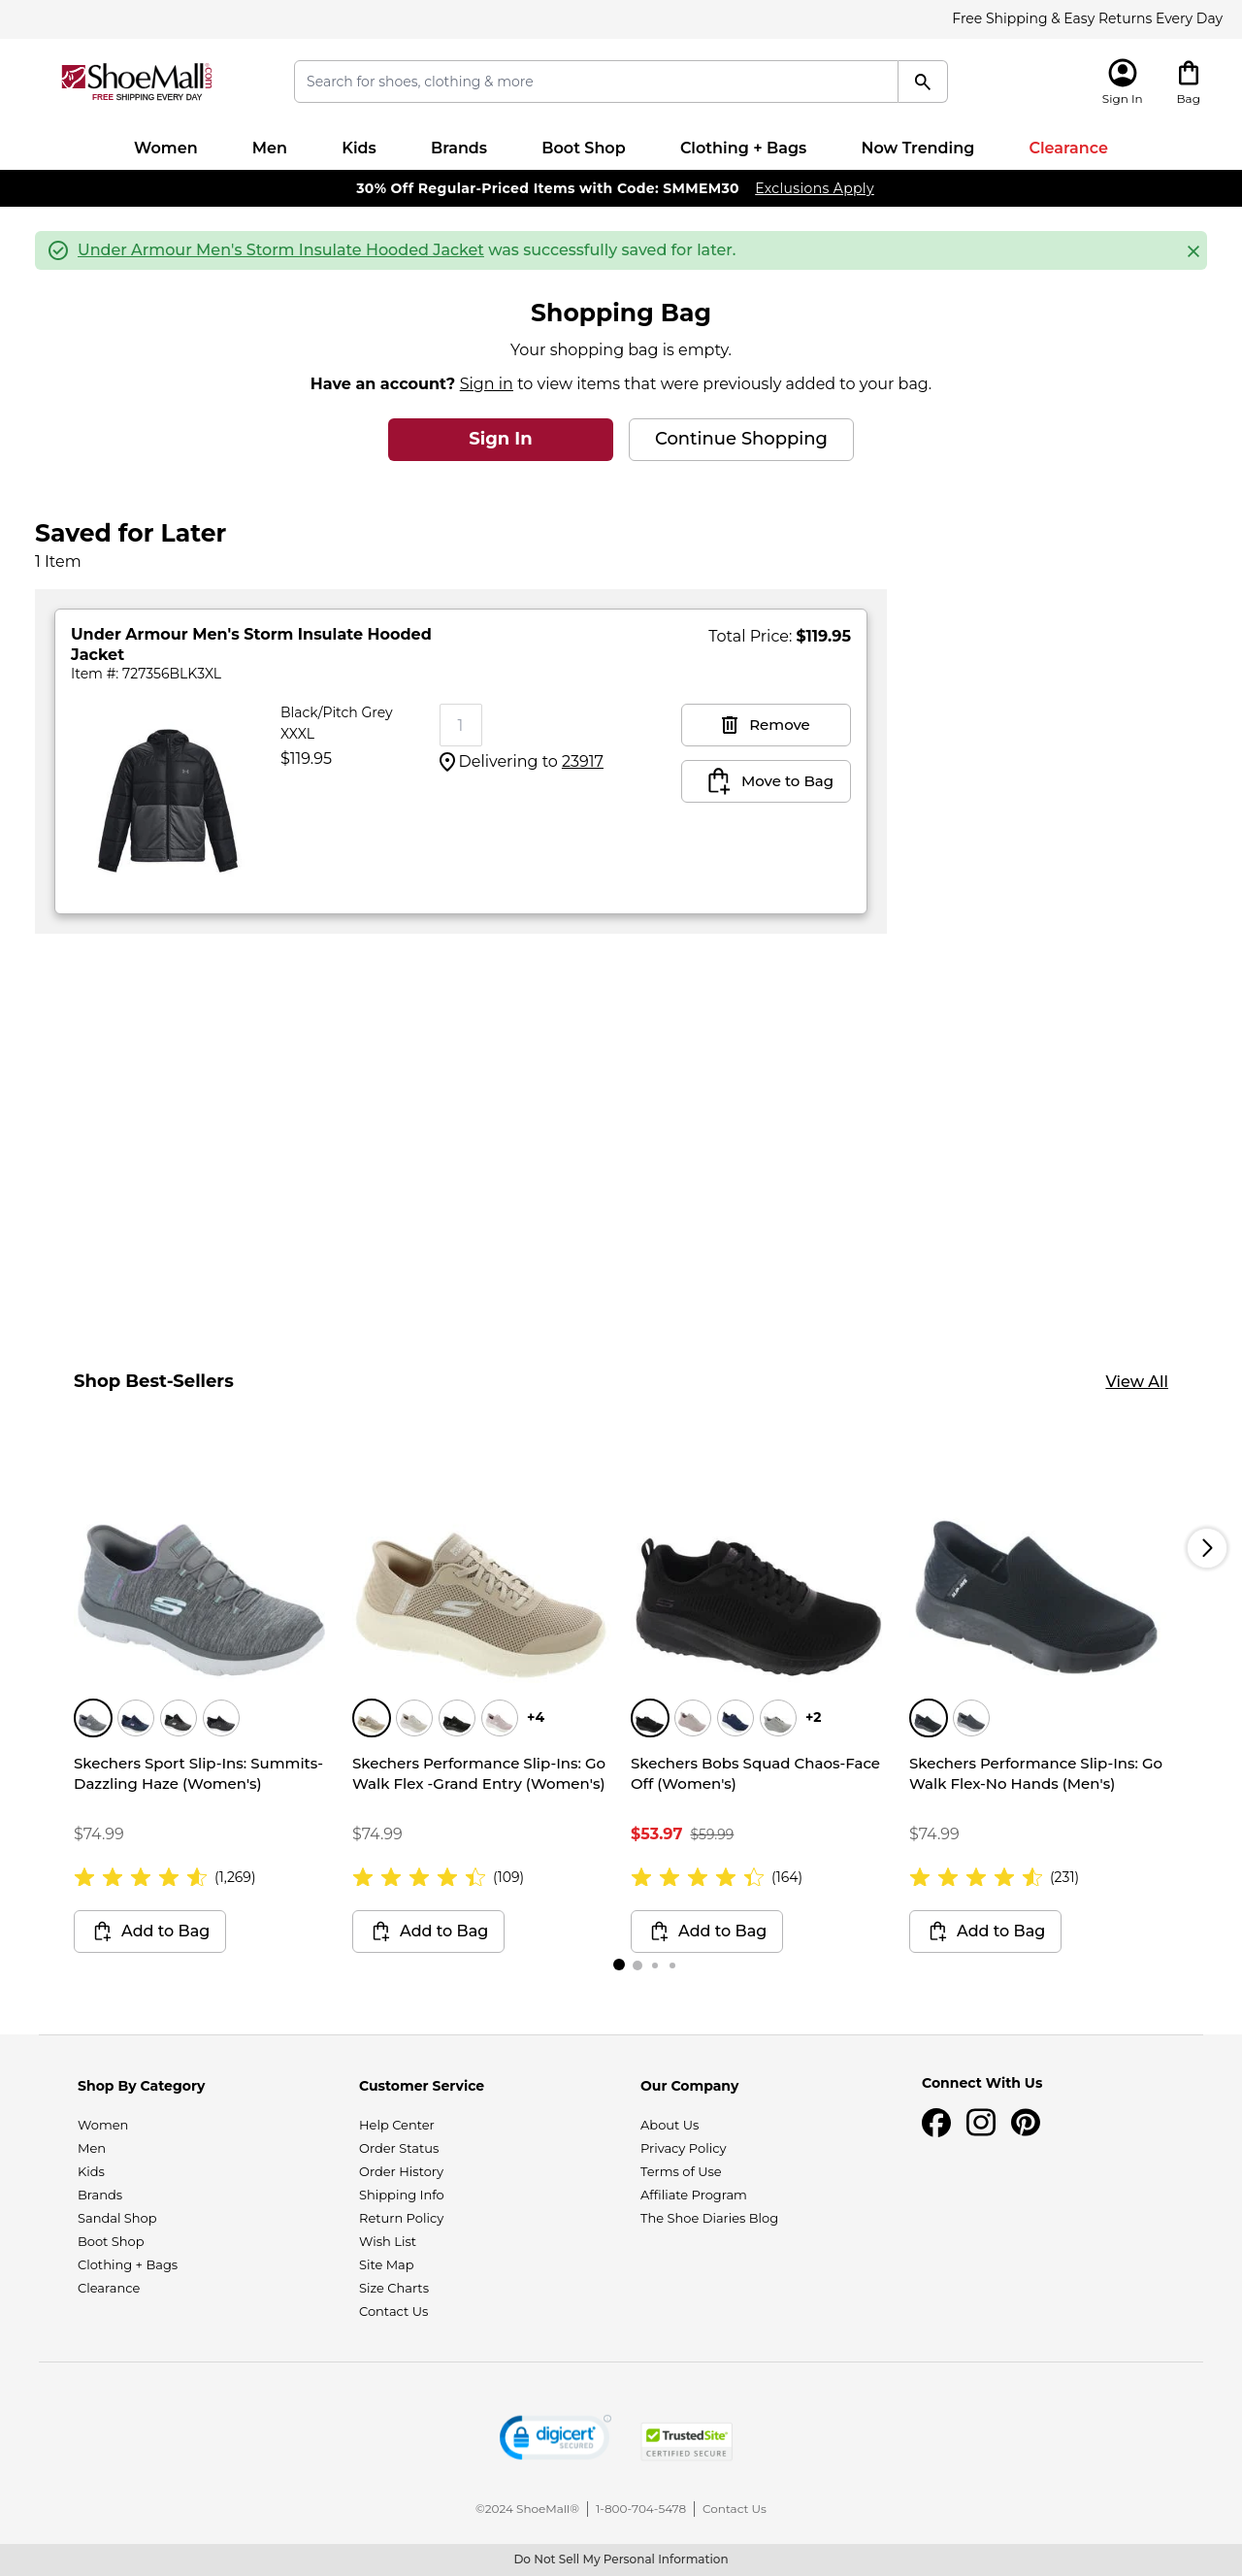 Free Shipping & Easy Returns Every Day
ShoeMall.com
FREE SHIPPING EVERY DAY
Search for shoes, clothing & more
Sign In
Bag
Women Men Kids Brands Boot Shop Clothing + Bags Now Trending Clearance
30% Off Regular-Priced Items with Code: SMMEM30 Exclusions Apply
Under Armour Men's Storm Insulate Hooded Jacket was successfully saved for later.
Shopping Bag
Your shopping bag is empty.
Have an account? Sign in to view items that were previously added to your bag.
Sign In
Continue Shopping
Saved for Later
1 Item
Under Armour Men's Storm Insulate Hooded
Jacket
Item #: 727356BLK3XL
Total Price: $119.95
Black/Pitch Grey
XXXL
$119.95
1
Delivering to 23917
Remove
Move to Bag
Shop Best-Sellers
View All
+4
+2
Skechers Sport Slip-Ins: Summits-
Dazzling Haze (Women's)
$74.99
(1,269)
Add to Bag
Skechers Performance Slip-Ins: Go
Walk Flex -Grand Entry (Women's)
$74.99
(109)
Add to Bag
Skechers Bobs Squad Chaos-Face
Off (Women's)
$53.97 $59.99
(164)
Add to Bag
Skechers Performance Slip-Ins: Go
Walk Flex-No Hands (Men's)
$74.99
(231)
Add to Bag
Shop By Category
Women
Men
Kids
Brands
Sandal Shop
Boot Shop
Clothing + Bags
Clearance
Customer Service
Help Center
Order Status
Order History
Shipping Info
Return Policy
Wish List
Site Map
Size Charts
Contact Us
Our Company
About Us
Privacy Policy
Terms of Use
Affiliate Program
The Shoe Diaries Blog
Connect With Us
digicert
SECURED
TrustedSite
CERTIFIED SECURE
©2024 ShoeMall® 1-800-704-5478 Contact Us
Do Not Sell My Personal Information